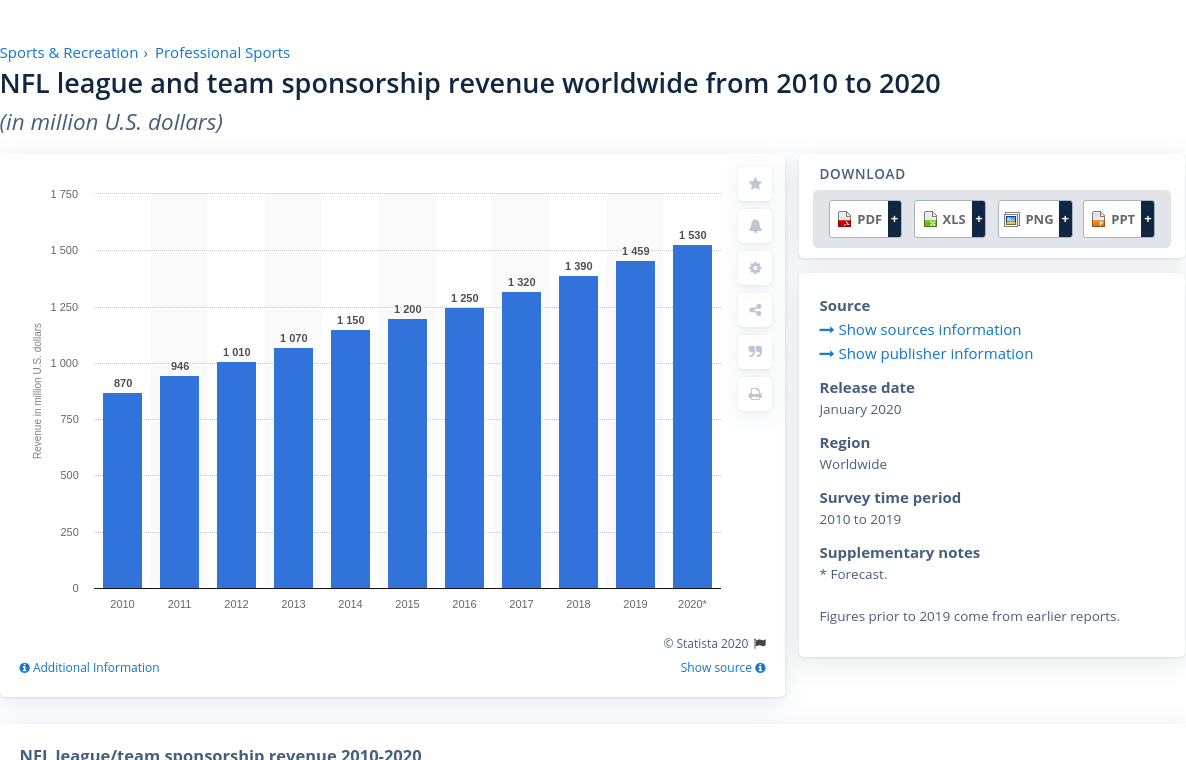 Sports & Recreation › Professional Sports
NFL league and team sponsorship revenue worldwide from 2010 to 2020
(in million U.S. dollars)
Revenue in million U.S. dollars
1 750
1 500
1 250
1 000
750
500
250
0
870
946
1 010
1 070
1 150
1 200
1 250
1 320
1 390
1 459
1 530
2010 2011 2012 2013 2014 2015 2016 2017 2018 2019 2020*
© Statista 2020
Additional Information
Show source
DOWNLOAD
PDF + XLS + PNG + PPT +
Source
Show sources information
Show publisher information
Release date
January 2020
Region
Worldwide
Survey time period
2010 to 2019
Supplementary notes
* Forecast.
Figures prior to 2019 come from earlier reports.
NFL league/team sponsorship revenue 2010-2020